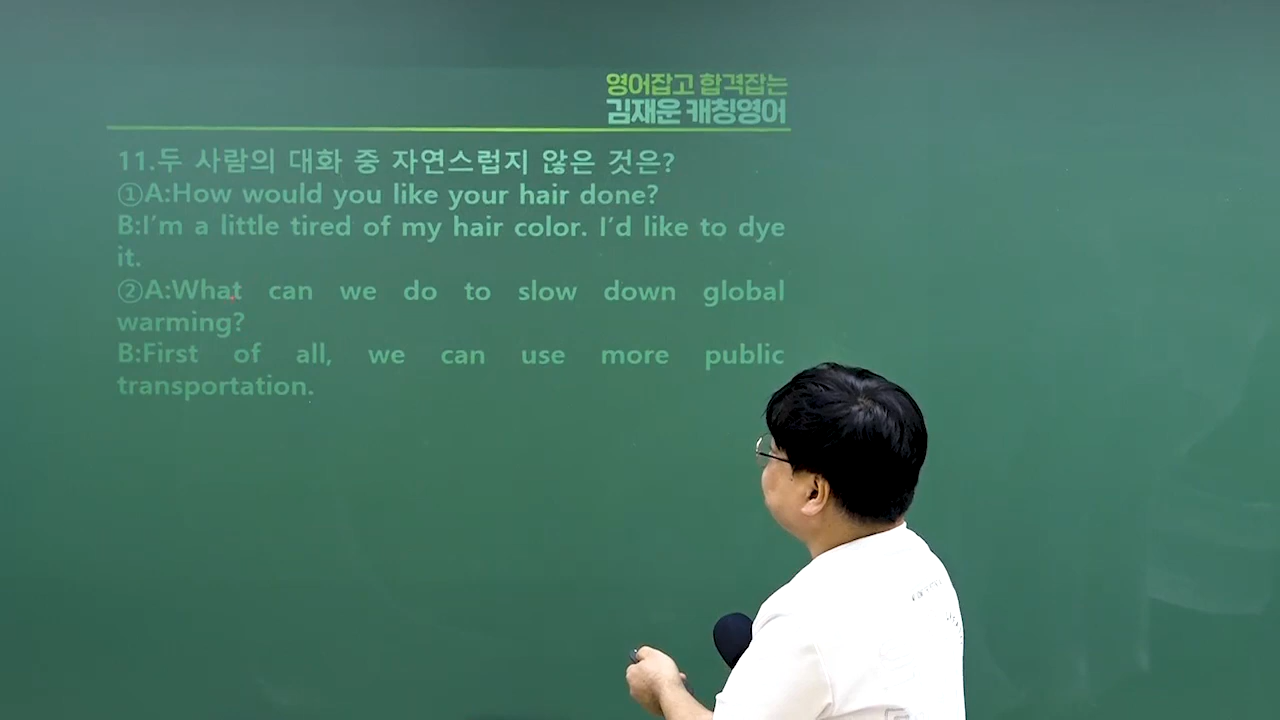 영어잡고 합격잡는
김재운 캐칭영어
11.두 사람의 대화 중 자연스럽지 않은 것은?
①A:How would you like your hair done?
B:I’m a little tired of my hair color. I’d like to dye
it.
②A:What can we do to slow down global
warming?
B:First of all, we can use more public
transportation.